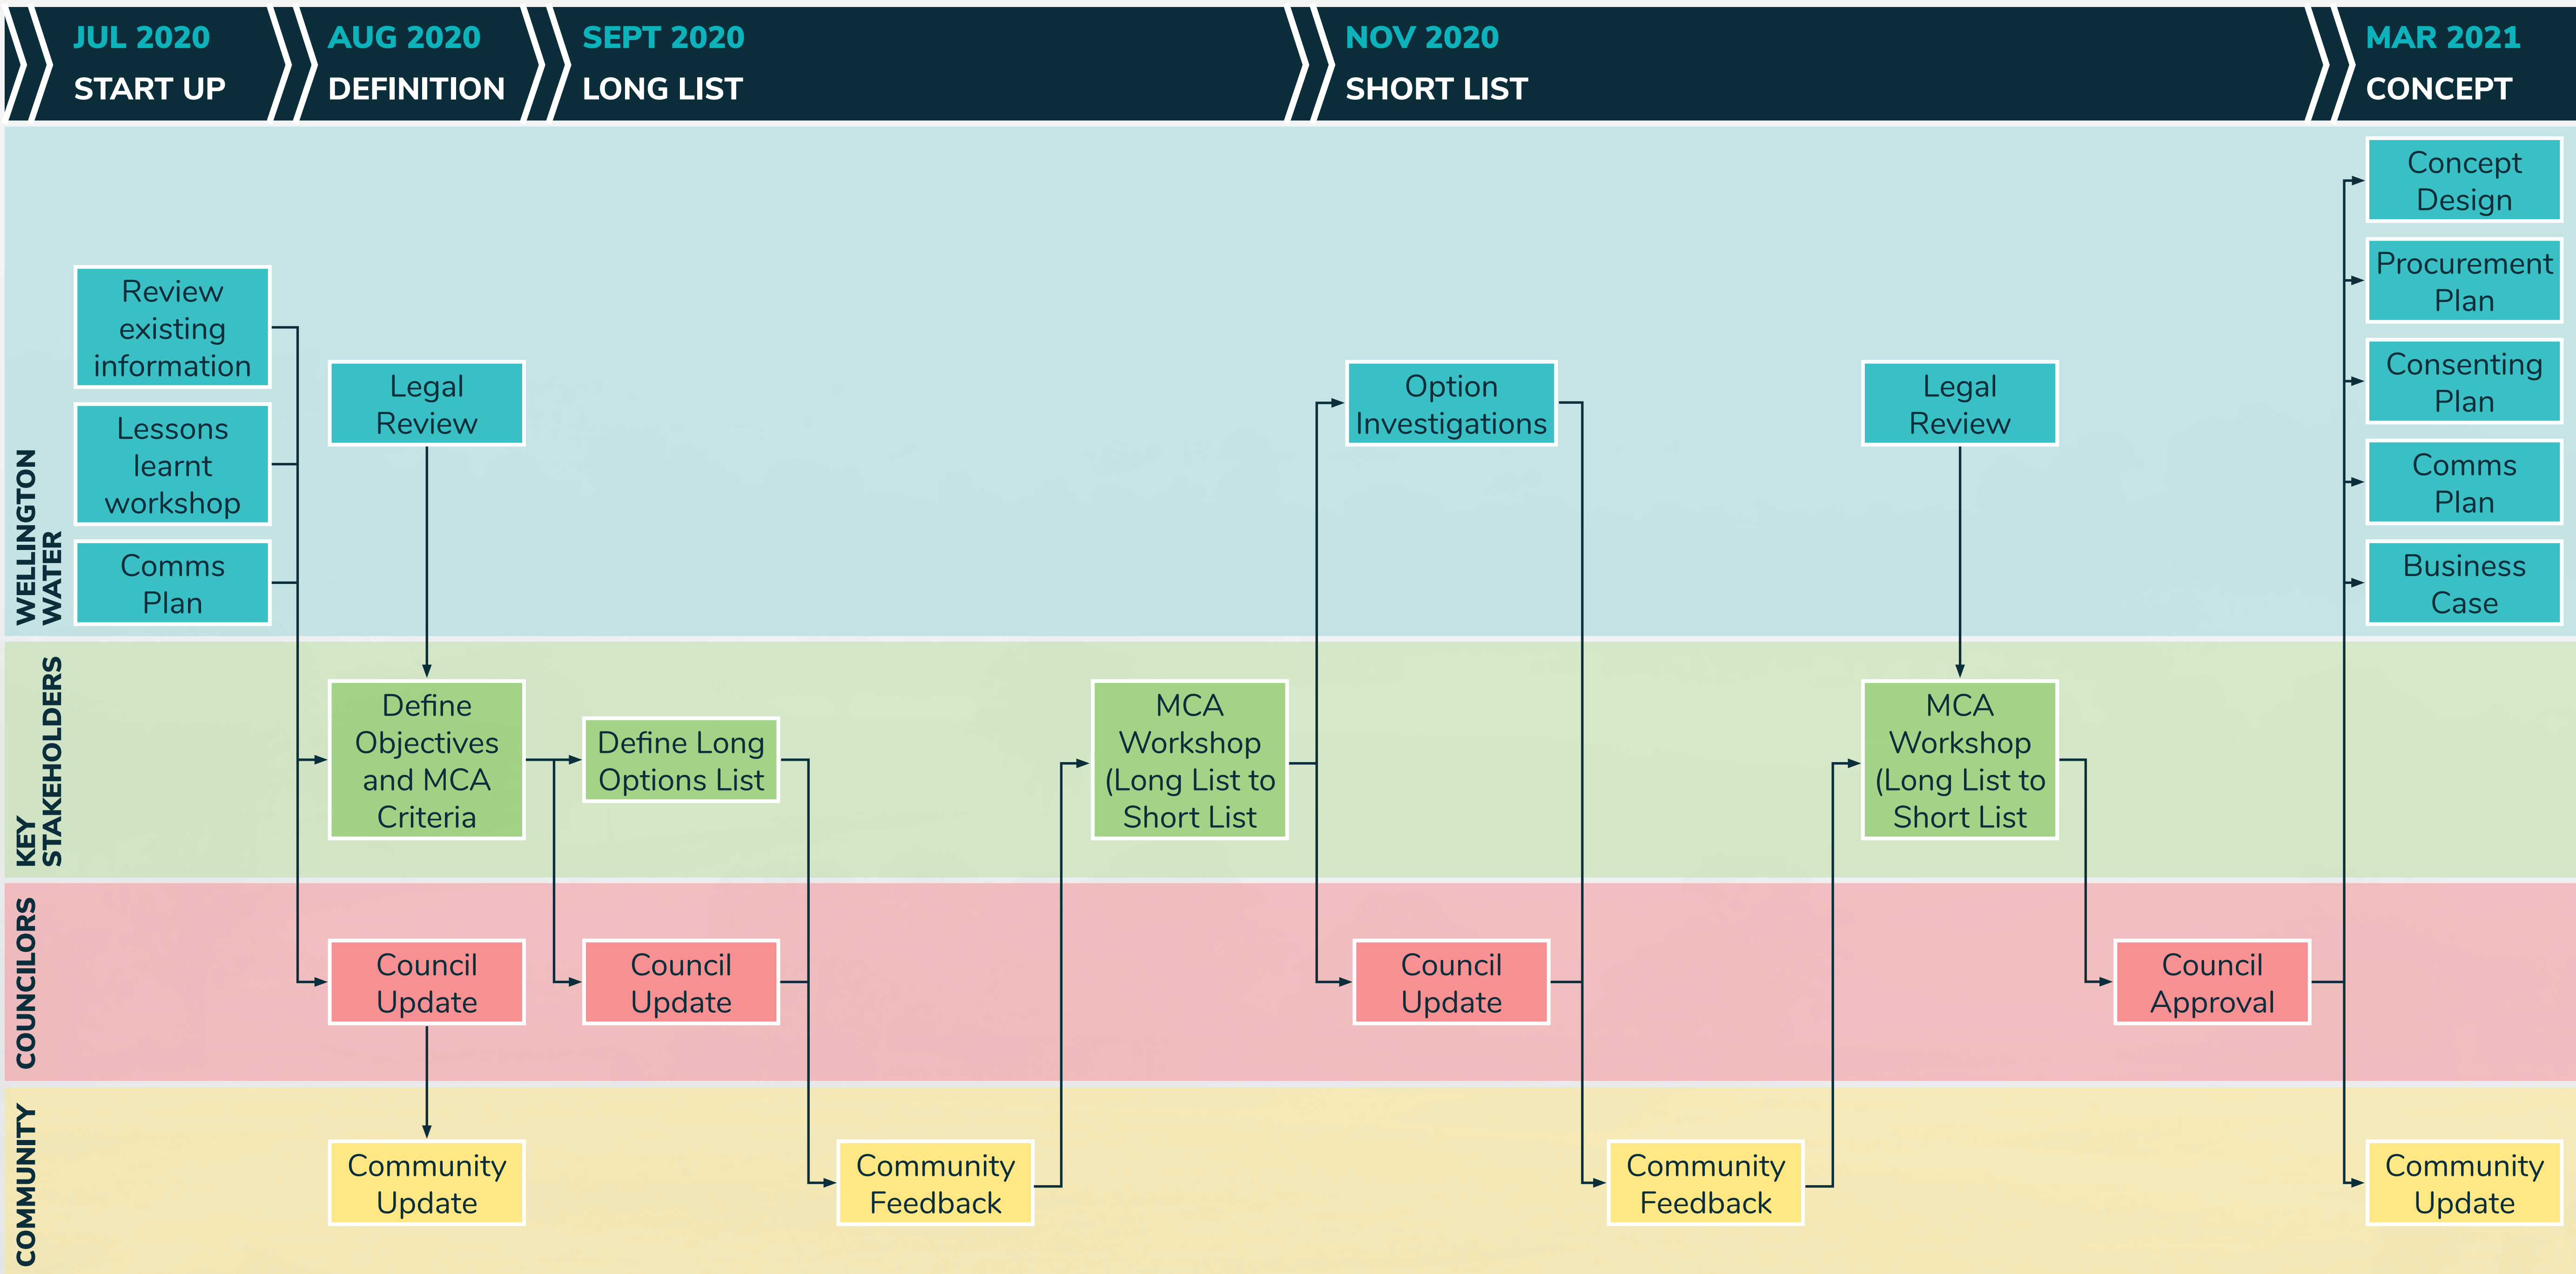 JUL 2020
START UP
AUG 2020
DEFINITION
SEPT 2020
LONG LIST
NOV 2020
SHORT LIST
MAR 2021
CONCEPT
WELLINGTON
WATER
Review
existing
information
Lessons
learnt
workshop
Comms
Plan
Legal
Review
Option
Investigations
Legal
Review
Concept
Design
Procurement
Plan
Consenting
Plan
Comms
Plan
Business
Case
KEY
STAKEHOLDERS
Define
Objectives
and MCA
Criteria
Define Long
Options List
MCA
Workshop
(Long List to
Short List
MCA
Workshop
(Long List to
Short List
COUNCILORS
Council
Update
Council
Update
Council
Update
Council
Approval
COMMUNITY
Community
Update
Community
Feedback
Community
Feedback
Community
Update